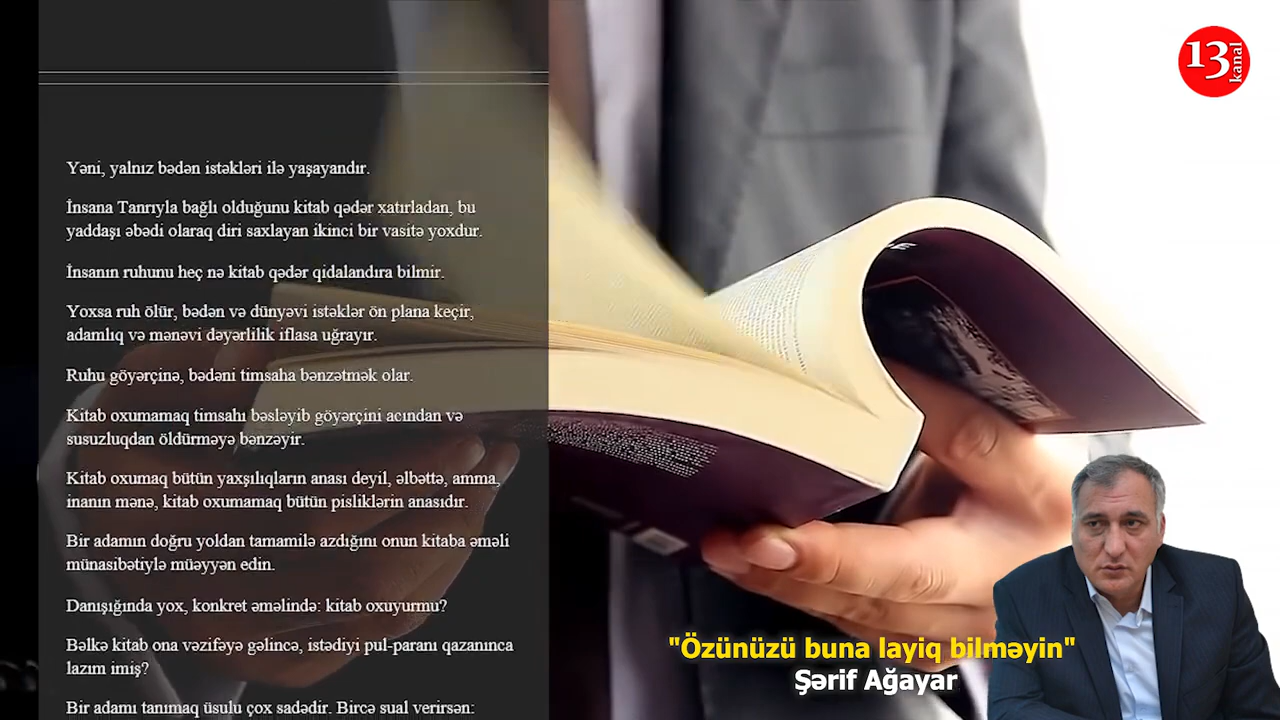 Yəni, yalnız bədən istəkləri ilə yaşayandır.
İnsana Tanrıyla bağlı olduğunu kitab qədər xatırladan, bu
yaddaşı əbədi olaraq diri saxlayan ikinci bir vasitə yoxdur.
İnsanın ruhunu heç nə kitab qədər qidalandıra bilmir.
Yoxsa ruh ölür, bədən və dünyəvi istəklər ön plana keçir,
adamlıq və mənəvi dəyərlilik iflasa uğrayır.
Ruhu göyərçinə, bədəni timsaha bənzətmək olar.
Kitab oxumamaq timsahı bəsləyib göyərçini acından və
susuzluqdan öldürməyə bənzəyir.
Kitab oxumaq bütün yaxşılıqların anası deyil, əlbəttə, amma,
inanın mənə, kitab oxumamaq bütün pisliklərin anasıdır.
Bir adamın doğru yoldan tamamilə azdığını onun kitaba əməli
münasibətiylə müəyyən edin.
Danışığında yox, konkret əməlində: kitab oxuyurmu?
Bəlkə kitab ona vəzifəyə gəlincə, istədiyi pul-paranı qazanınca
lazım imiş?
Bir adamı tanımaq üsulu çox sadədir. Bircə sual verirsən:
13 kanal
"Özünüzü buna layiq bilməyin"
Şərif Ağayar